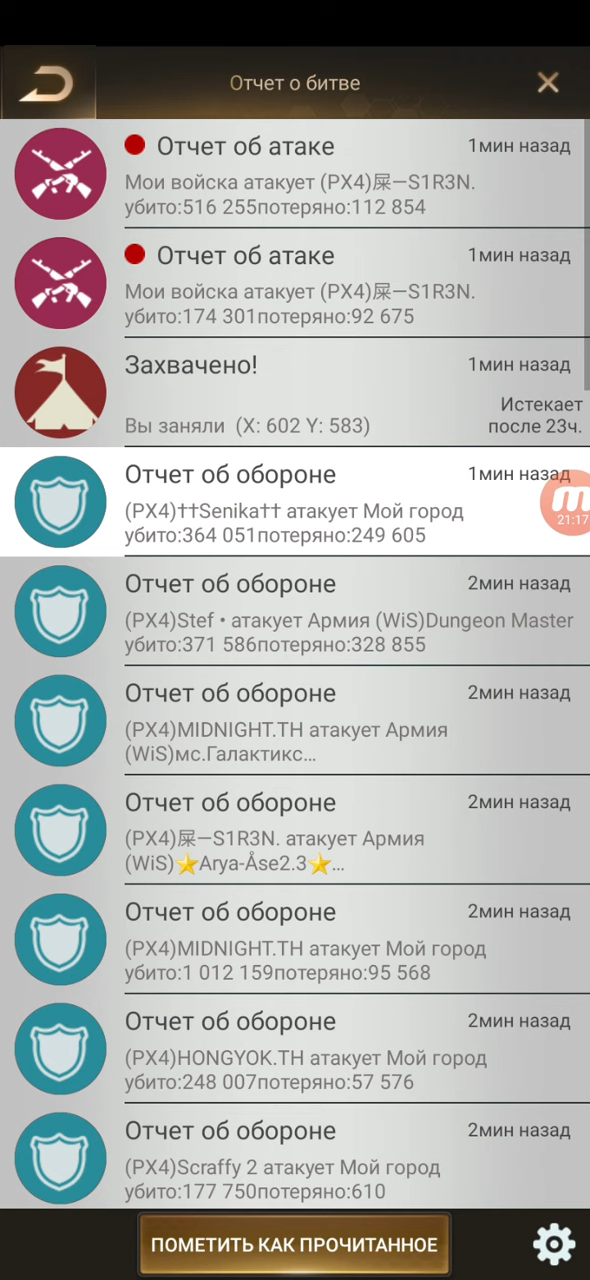 Отчет о битве
Отчет об атаке 1мин назад
Мои войска атакует (PX4)屎一S1R3N.
убито:516 255потеряно:112 854
Отчет об атаке 1мин назад
Мои войска атакует (PX4)屎一S1R3N.
убито:174 301потеряно:92 675
Захвачено! 1мин назад
Истекает
Вы заняли (X: 602 Y: 583) после 23ч.
Отчет об обороне 1мин назад
(PX4)††Senika†† атакует Мой город
21:17
убито:364 051потеряно:249 605
Отчет об обороне 2мин назад
(PX4)Stef • атакует Армия (WiS)Dungeon Master
убито:371 586потеряно:328 855
Отчет об обороне 2мин назад
(PX4)MIDNIGHT.TH атакует Армия
(WiS)мс.Галактикс...
Отчет об обороне 2мин назад
(PX4)屎一S1R3N. атакует Армия
(WiS)⭐Arya-Åse2.3⭐...
Отчет об обороне 2мин назад
(PX4)MIDNIGHT.TH атакует Мой город
убито:1 012 159потеряно:95 568
Отчет об обороне 2мин назад
(PX4)HONGYOK.TH атакует Мой город
убито:248 007потеряно:57 576
Отчет об обороне 2мин назад
(PX4)Scraffy 2 атакует Мой город
убито:177 750потеряно:610
ПОМЕТИТЬ КАК ПРОЧИТАННОЕ